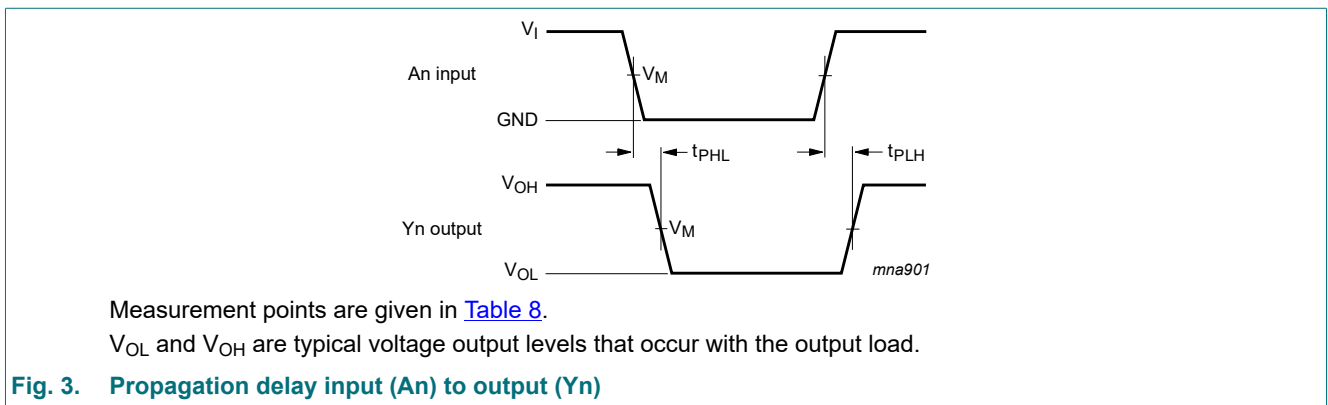 V_I
An input
V_M
GND
t_PHL
t_PLH
V_OH
Yn output
V_M
V_OL
mna901
Measurement points are given in Table 8.
V_OL and V_OH are typical voltage output levels that occur with the output load.
Fig. 3. Propagation delay input (An) to output (Yn)